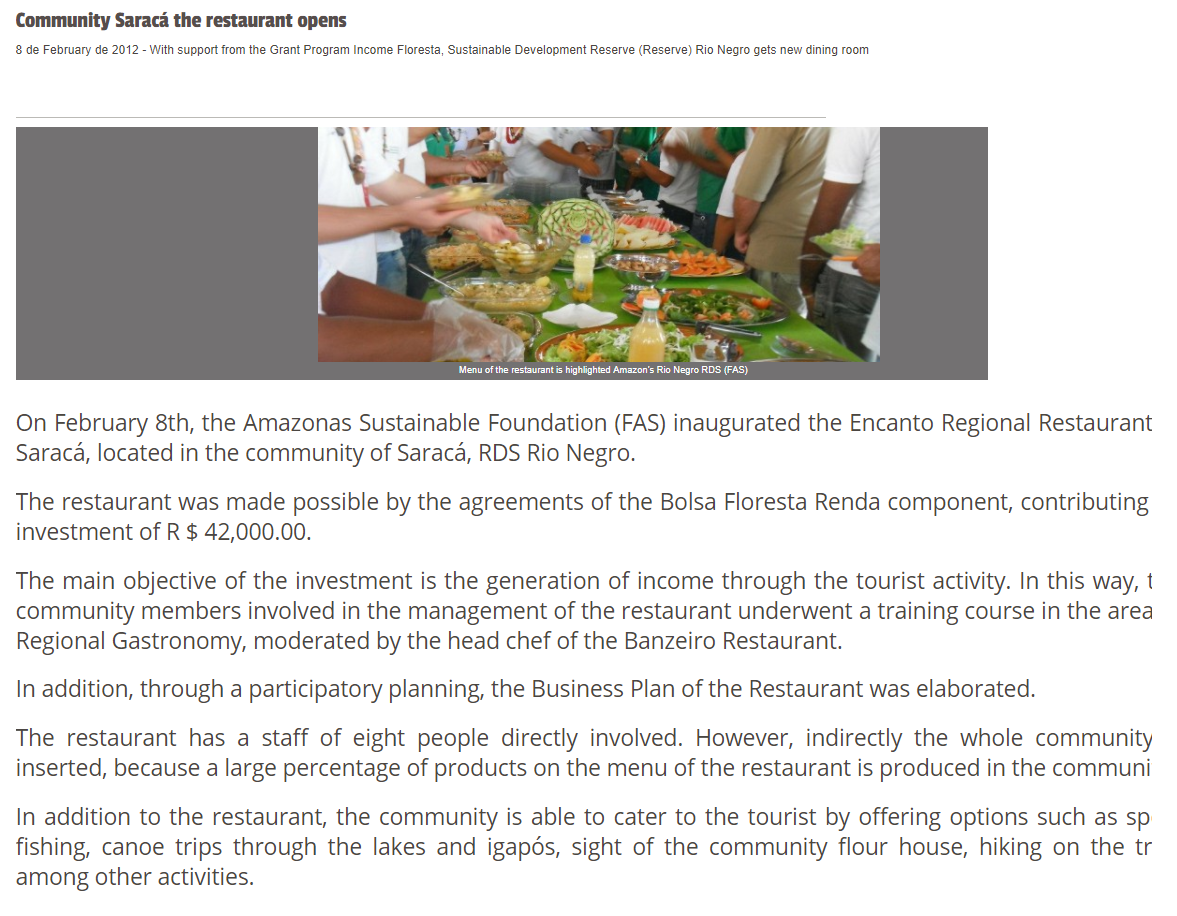 Community Saracá the restaurant opens
8 de February de 2012 - With support from the Grant Program Income Floresta, Sustainable Development Reserve (Reserve) Rio Negro gets new dining room
Menu of the restaurant is highlighted Amazon's Rio Negro RDS (FAS)
On February 8th, the Amazonas Sustainable Foundation (FAS) inaugurated the Encanto Regional Restaurant
Saracá, located in the community of Saracá, RDS Rio Negro.
The restaurant was made possible by the agreements of the Bolsa Floresta Renda component, contributing
investment of R $ 42,000.00.
The main objective of the investment is the generation of income through the tourist activity. In this way,
community members involved in the management of the restaurant underwent a training course in the area
Regional Gastronomy, moderated by the head chef of the Banzeiro Restaurant.
In addition, through a participatory planning, the Business Plan of the Restaurant was elaborated.
The restaurant has a staff of eight people directly involved. However, indirectly the whole community
inserted, because a large percentage of products on the menu of the restaurant is produced in the communi
In addition to the restaurant, the community is able to cater to the tourist by offering options such as sp
fishing, canoe trips through the lakes and igapós, sight of the community flour house, hiking on the tr
among other activities.